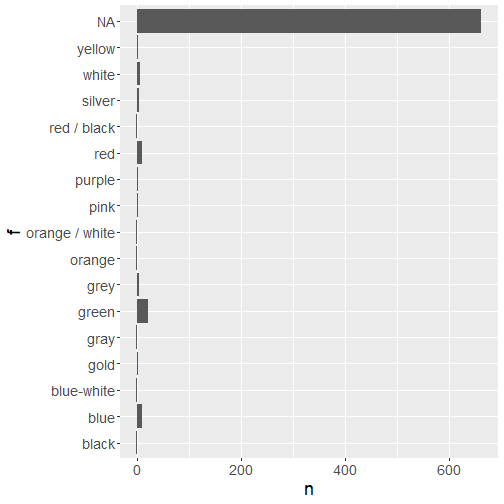 NA
yellow
white
silver
red / black
red
purple
pink
f
orange / white
orange
grey
green
gray
gold
blue-white
blue
black
0 200 400 600
n